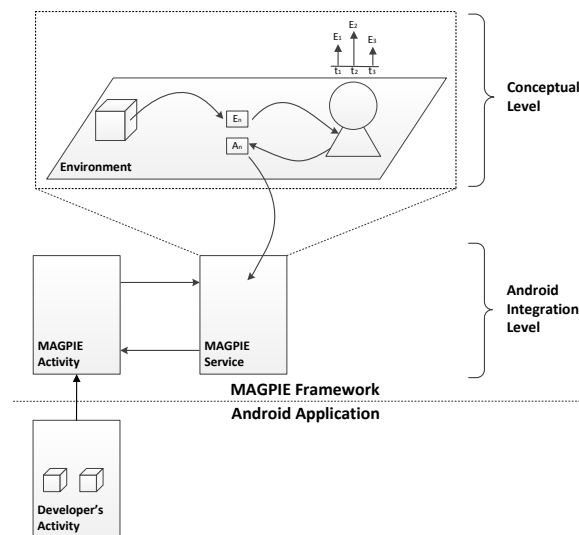 E2
E1
E3
t1 t2 t3
Conceptual
Level
En
An
Environment
Android
Integration
Level
MAGPIE
Activity
MAGPIE
Service
MAGPIE Framework
Android Application
Developer's
Activity